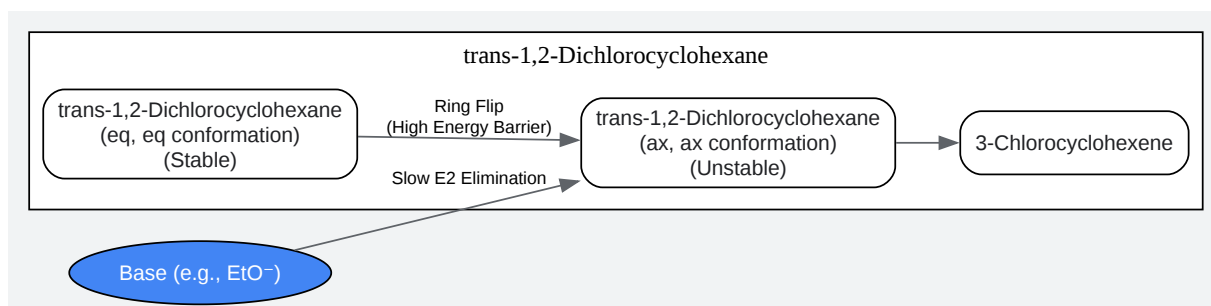 trans-1,2-Dichlorocyclohexane
trans-1,2-Dichlorocyclohexane
(eq, eq conformation)
(Stable)
Ring Flip
(High Energy Barrier)
trans-1,2-Dichlorocyclohexane
(ax, ax conformation)
(Unstable)
3-Chlorocyclohexene
Slow E2 Elimination
Base (e.g., EtO⁻)